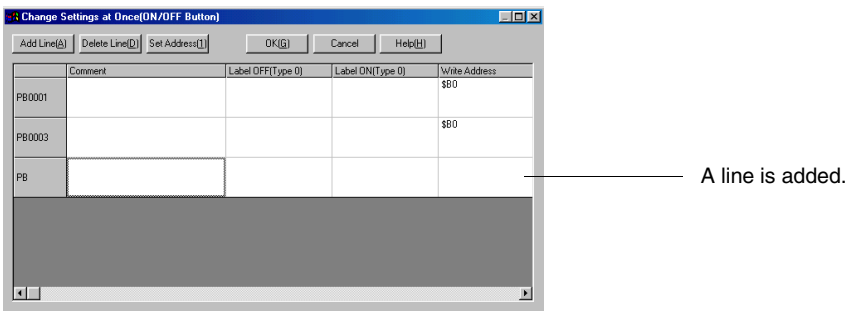 Change Settings at Once(ON/OFF Button)
Add Line(A) Delete Line(D) Set Address(1) OK(G) Cancel Help(H)
Comment Label OFF(Type 0) Label ON(Type 0) Write Address
PB0001 $B0
PB0003 $B0
PB
A line is added.